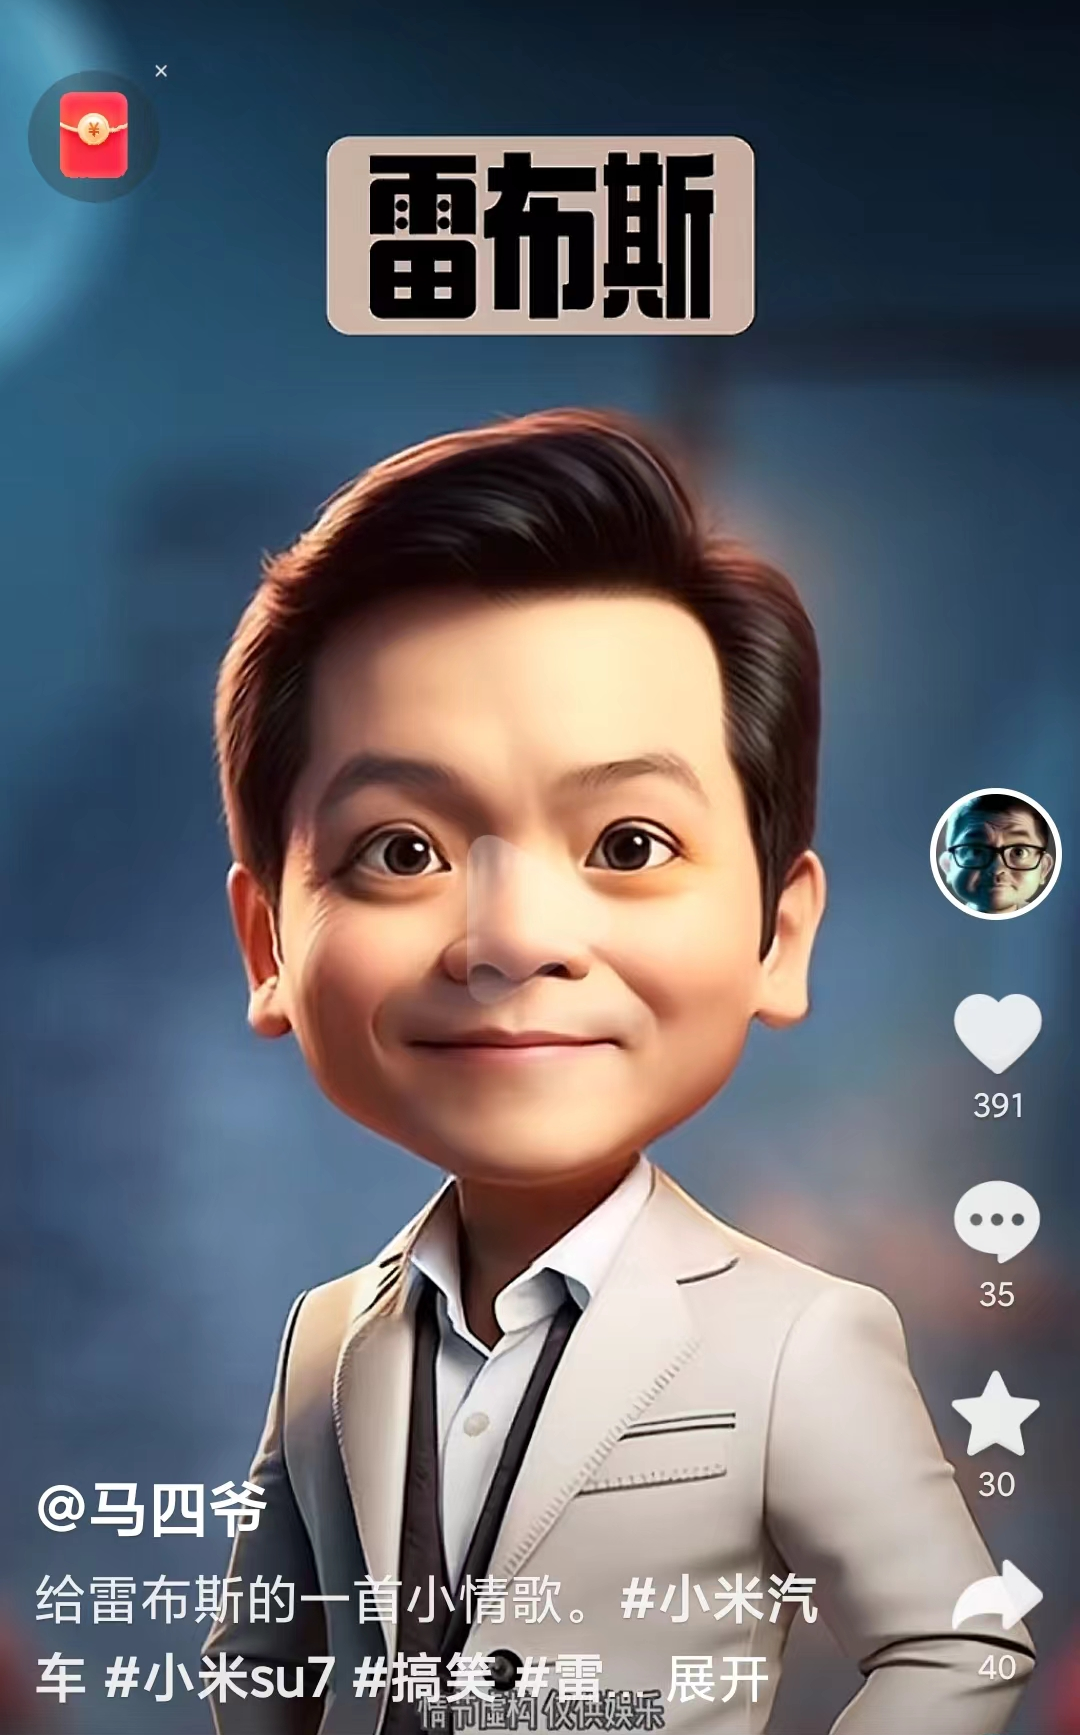 雷布斯
391
35
30
@马四爷
给雷布斯的一首小情歌。#小米汽
车 #小米su7 #搞笑 #雷... 展开
40
情节虚构 仅供娱乐